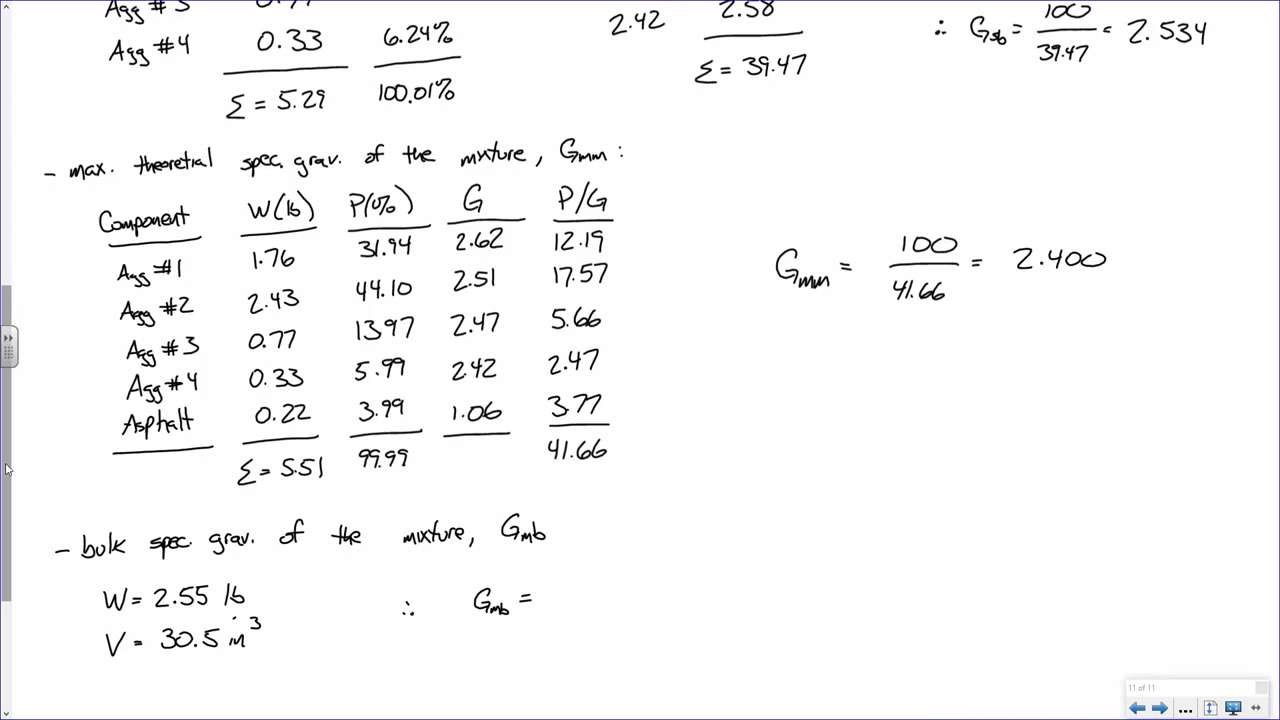 Agg #3 0.77
Agg #4 0.33 6.24% 2.42 2.58 ∴ Gsb = 100/39.47 = 2.534
Σ = 5.29 100.01% Σ = 39.47
- max. theoretial spec. grav. of the mixture, Gmm :
Component W(lb) P(%) G P/G
Agg #1 1.76 31.94 2.62 12.19
Agg #2 2.43 44.10 2.51 17.57
Agg #3 0.77 13.97 2.47 5.66
Agg #4 0.33 5.99 2.42 2.47
Asphalt 0.22 3.99 1.06 3.77
Σ = 5.51 99.99 41.66
Gmm = 100/41.66 = 2.400
- bulk spec. grav. of the mixture, Gmb
W = 2.55 lb ∴ Gmb =
V = 30.5 in³
11 of 11